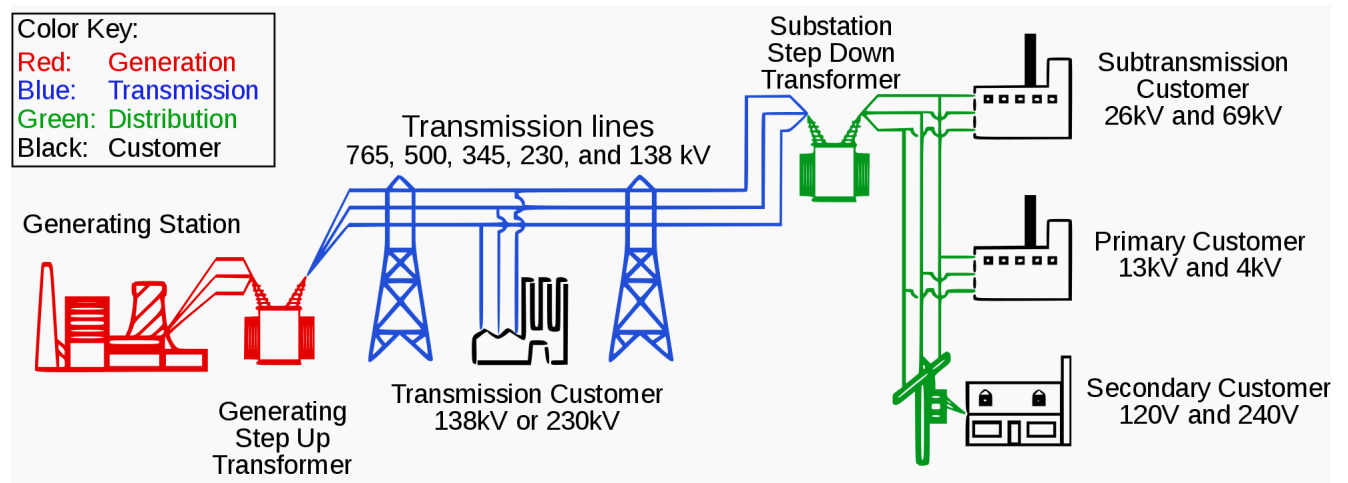 Color Key:
Red: Generation
Blue: Transmission
Green: Distribution
Black: Customer
Generating Station
Generating
Step Up
Transformer
Transmission lines
765, 500, 345, 230, and 138 kV
Transmission Customer
138kV or 230kV
Substation
Step Down
Transformer
Subtransmission
Customer
26kV and 69kV
Primary Customer
13kV and 4kV
Secondary Customer
120V and 240V